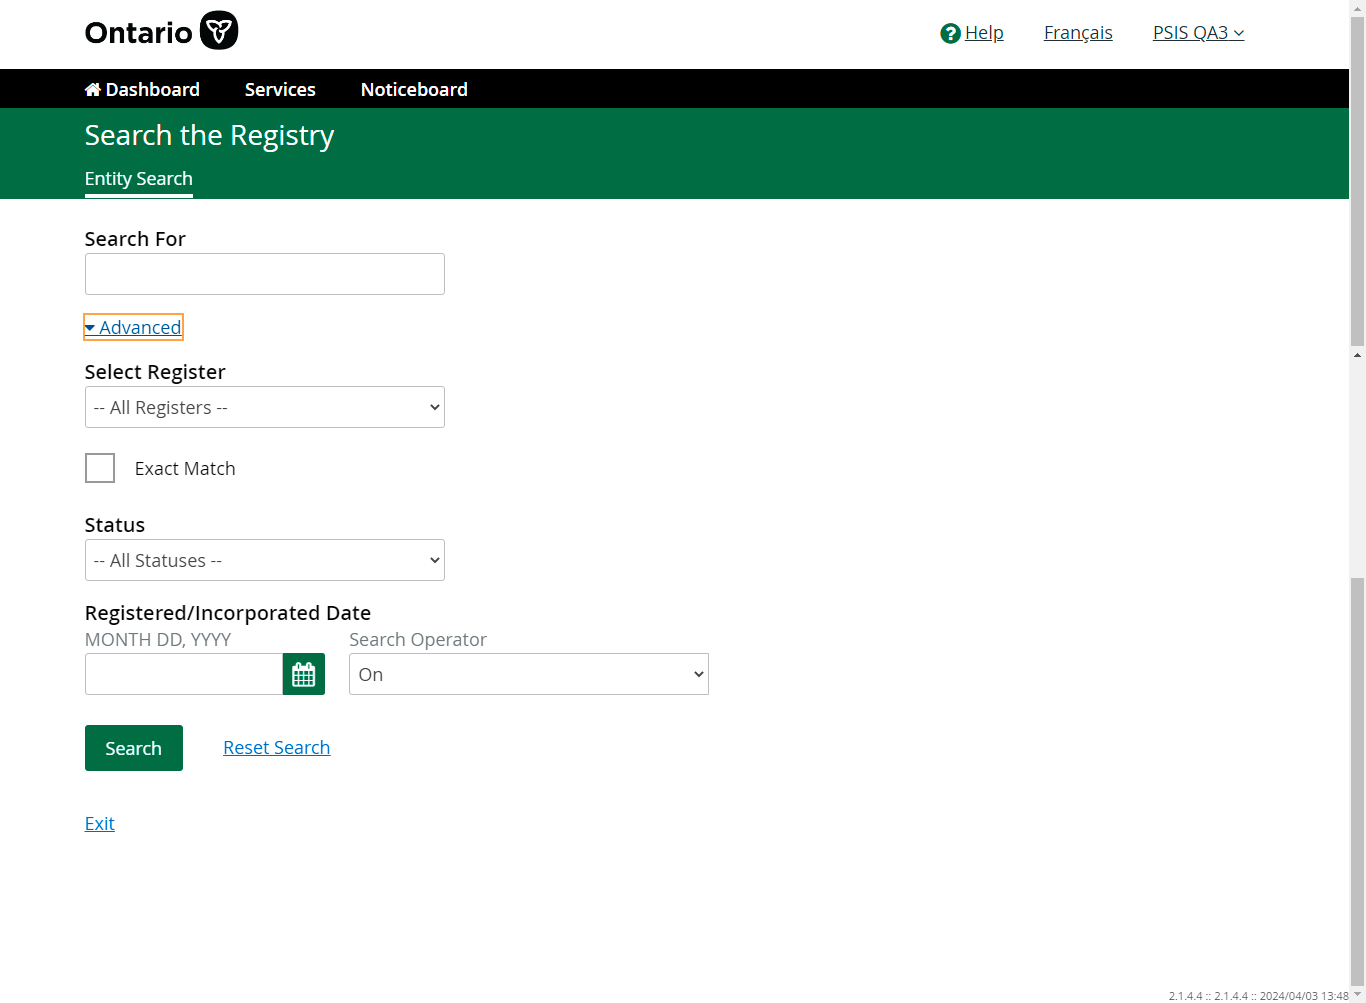 Ontario
Help
Français
PSIS QA3
Dashboard
Services
Noticeboard
Search the Registry
Entity Search
Search For
Advanced
Select Register
-- All Registers --
Exact Match
Status
-- All Statuses --
Registered/Incorporated Date
MONTH DD, YYYY
Search Operator
On
Search
Reset Search
Exit
2.1.4.4 :: 2.1.4.4 :: 2024/04/03 13:48